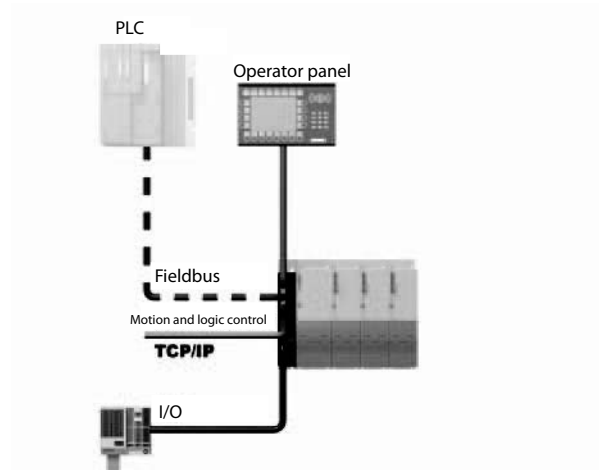 PLC
Operator panel
Fieldbus
Motion and logic control
TCP/IP
I/O